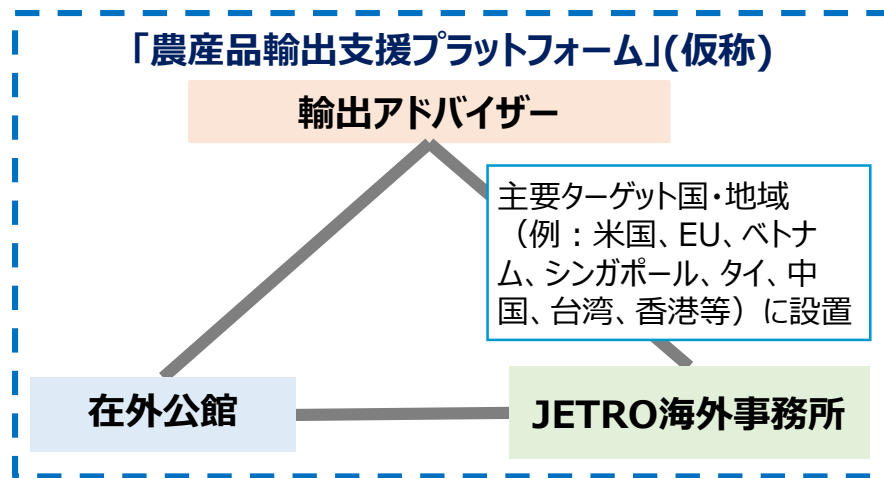 「農産品輸出支援プラットフォーム」(仮称)
輸出アドバイザー
主要ターゲット国・地域
（例：米国、EU、ベトナ
ム、シンガポール、タイ、中
国、台湾、香港等）に設置
在外公館
JETRO海外事務所